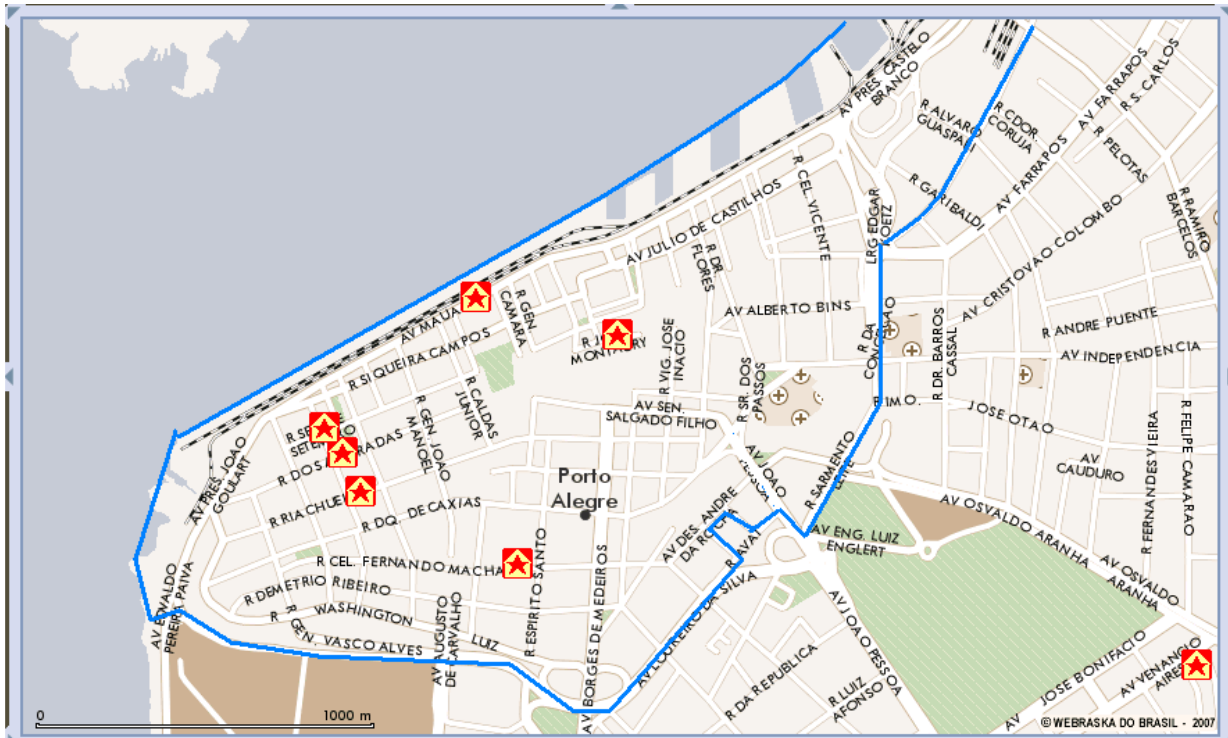 AV PRES. CASTELO
BRANCO
R ALVARO
GUASPARI
R CDOR.
CORUJA
AV FARRAPOS
R S. CARLOS
R PELOTAS
R GARIBALDI
AV FARRAPOS
R RAMIRO
BARCELOS
R CEL. VICENTE
LRG EDGAR
KOETZ
AV CRISTOVAO COLOMBO
AV JULIO DE CASTILHOS
R DR.
FLORES
AV ALBERTO BINS
R ANDRE PUENTE
AV INDEPENDENCIA
R GEN.
CAMARA
AV MAUA
R SIQUEIRA CAMPOS
MONTAURY
R VIG. JOSE
INACIO
R SR. DOS
PASSOS
R DA
CONCEICAO
R DR. BARROS
CASSAL
R CALDAS
JUNIOR
R GEN JOAO
MANOEL
AV SEN.
SALGADO FILHO
JOSE OTAO
AV
CAUDURO
R FERNANDES VIEIRA
R FELIPE CAMARAO
AV PRES. JOAO
GOULART
R RIACHUE
R DQ. DE CAXIAS
Porto
Alegre
AV JOAO
R SARMENTO
LEITE
AV OSVALDO ARANHA
AV OSVALDO
ARANHA
AV DES. ANDRE
DA ROCHA
R AVAI
AV ENG. LUIZ
ENGLERT
R CEL. FERNANDO MACHA
R DEMETRIO RIBEIRO
R WASHINGTON LUIZ
R GEN. VASCO ALVES
AV EDVALDO
PEREIRA PAIVA
AV AUGUSTO
DE CARVALHO
R ESPIRITO SANTO
AV BORGES DE MEDEIROS
AV LOUREIRO DA SILVA
AV JOAO PESSOA
R DA REPUBLICA
R LUIZ
AFONSO
AV JOSE BONIFACIO
AV VENANCIO
AIRES
0 1000 m
© WEBRASKA DO BRASIL - 2007